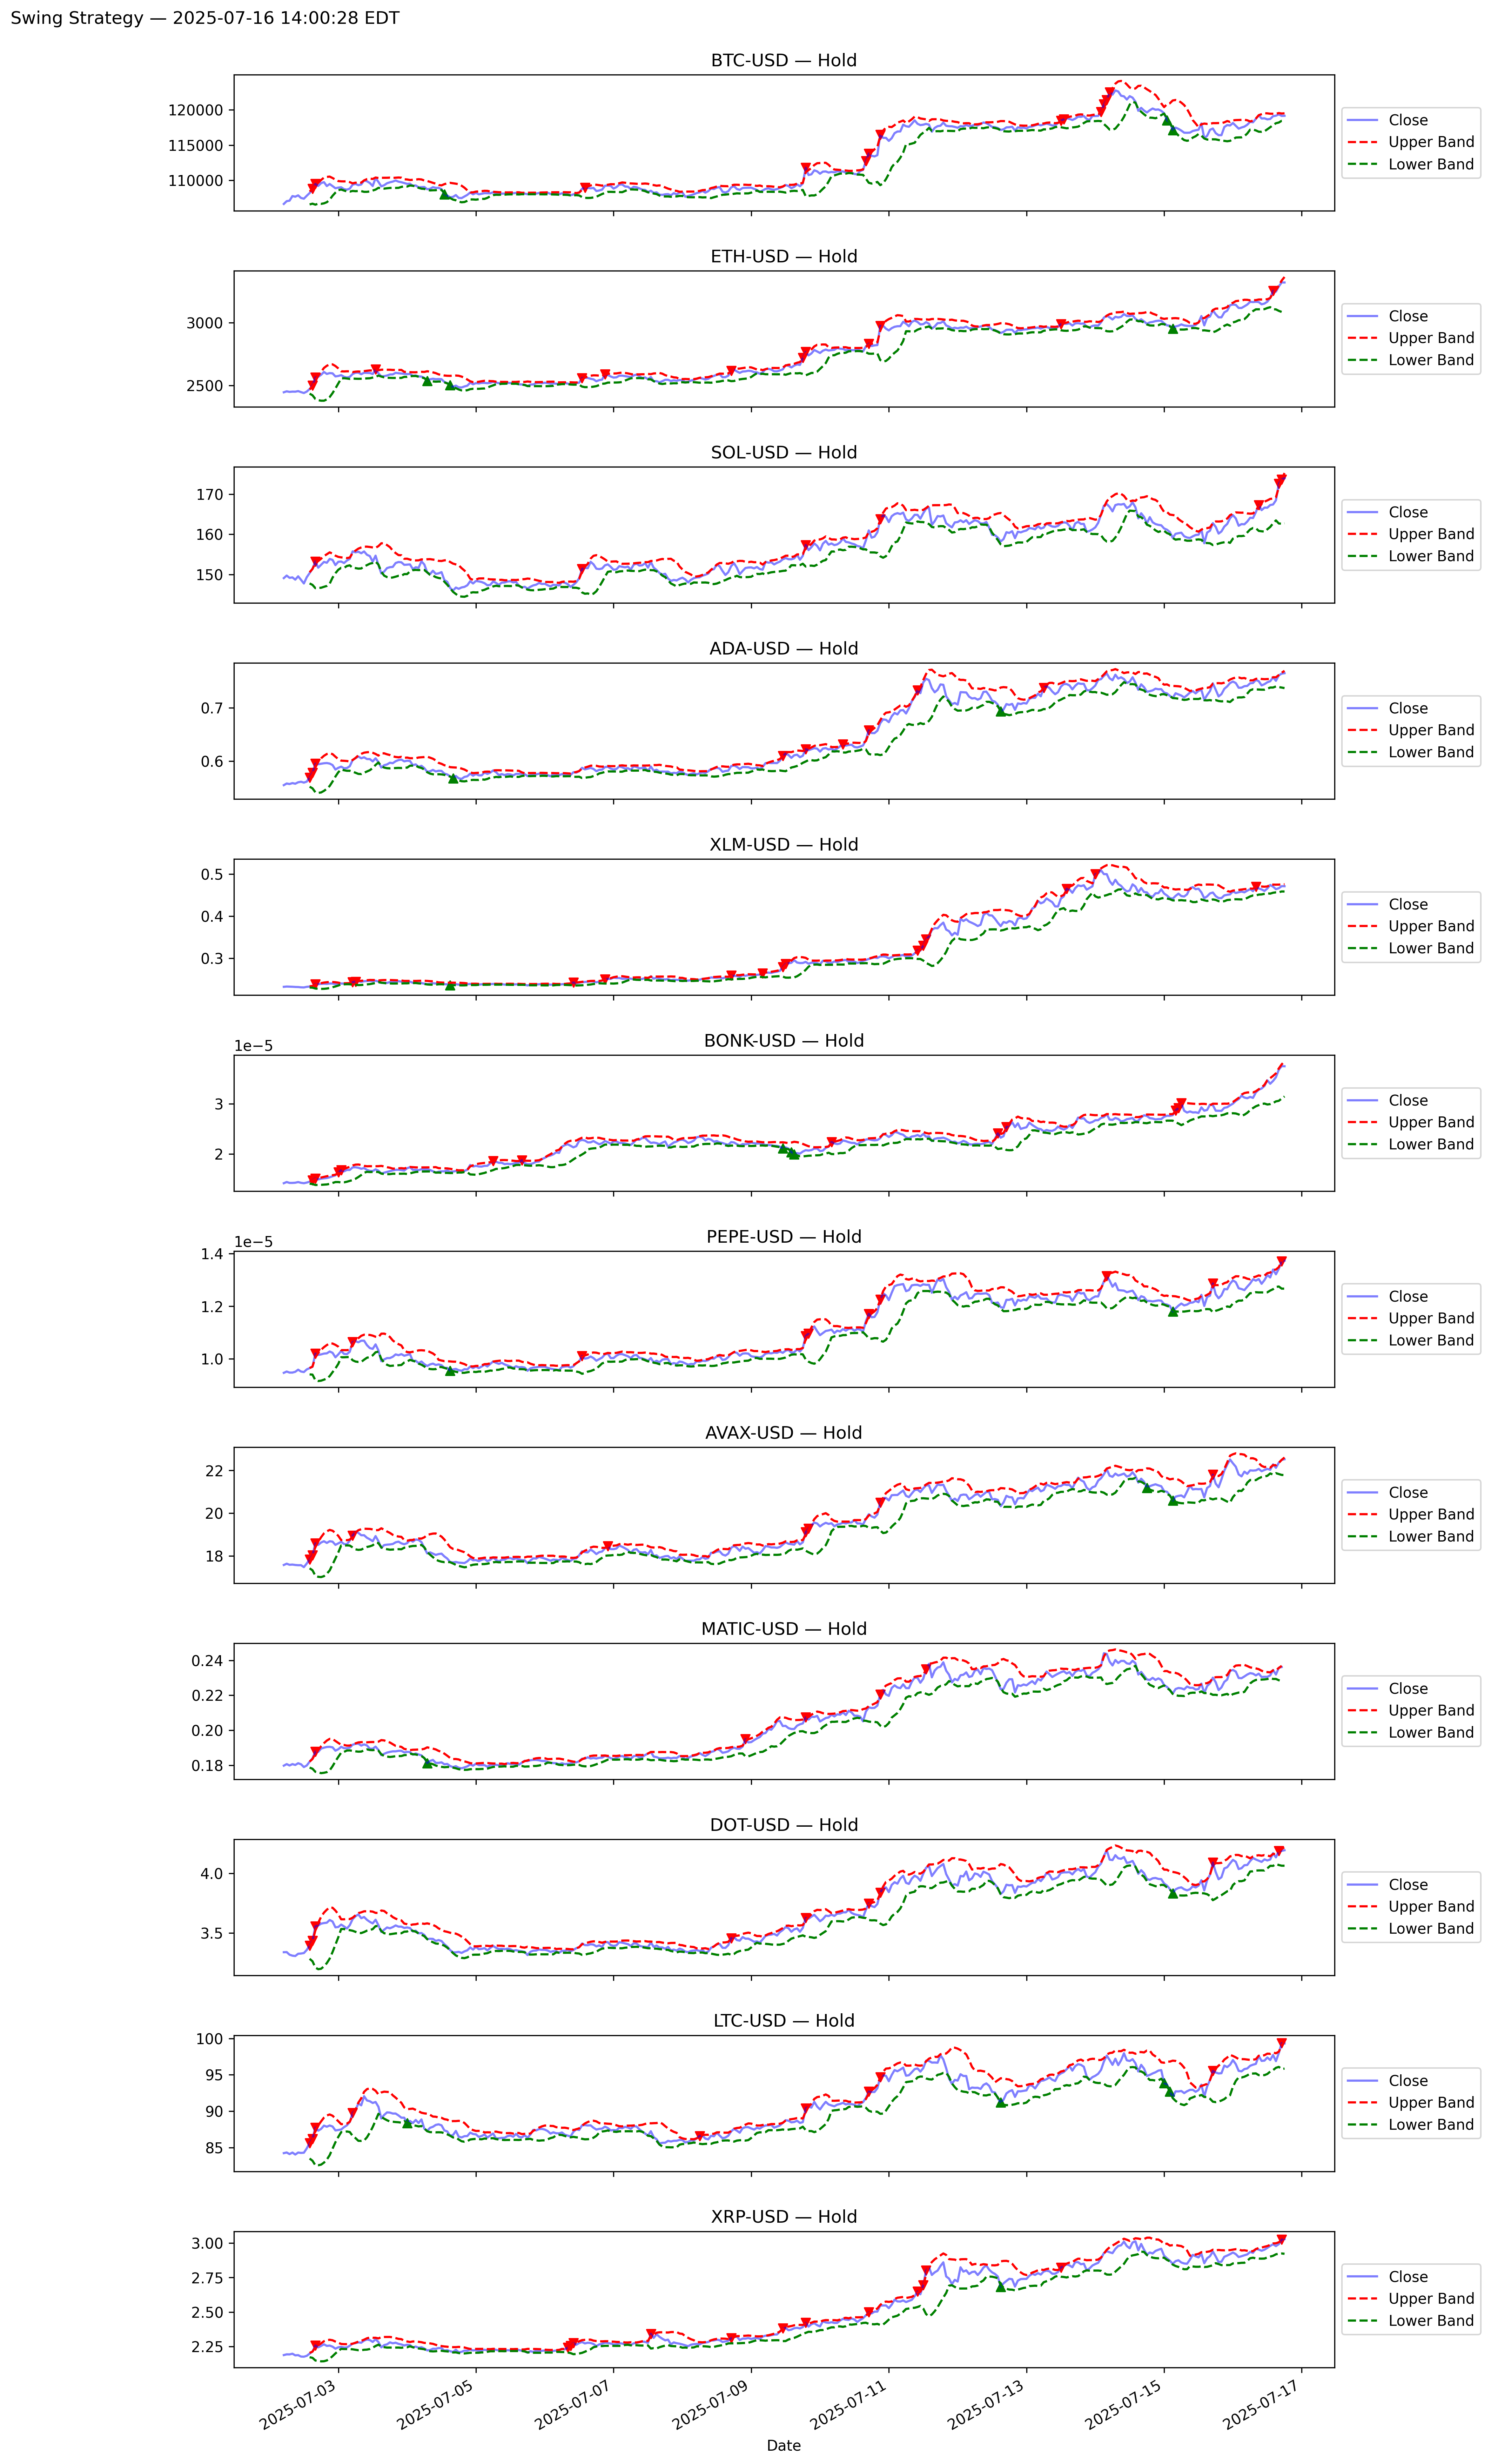 Swing Strategy — 2025-07-16 14:00:28 EDT
BTC-USD — Hold
120000
115000
110000
Close
Upper Band
Lower Band
ETH-USD — Hold
3000
2500
Close
Upper Band
Lower Band
SOL-USD — Hold
170
160
150
Close
Upper Band
Lower Band
ADA-USD — Hold
0.7
0.6
Close
Upper Band
Lower Band
XLM-USD — Hold
0.5
0.4
0.3
Close
Upper Band
Lower Band
BONK-USD — Hold
1e−5
3
2
Close
Upper Band
Lower Band
PEPE-USD — Hold
1e−5
1.4
1.2
1.0
Close
Upper Band
Lower Band
AVAX-USD — Hold
22
20
18
Close
Upper Band
Lower Band
MATIC-USD — Hold
0.24
0.22
0.20
0.18
Close
Upper Band
Lower Band
DOT-USD — Hold
4.0
3.5
Close
Upper Band
Lower Band
LTC-USD — Hold
100
95
90
85
Close
Upper Band
Lower Band
XRP-USD — Hold
3.00
2.75
2.50
2.25
Close
Upper Band
Lower Band
2025-07-03
2025-07-05
2025-07-07
2025-07-09
2025-07-11
2025-07-13
2025-07-15
2025-07-17
Date